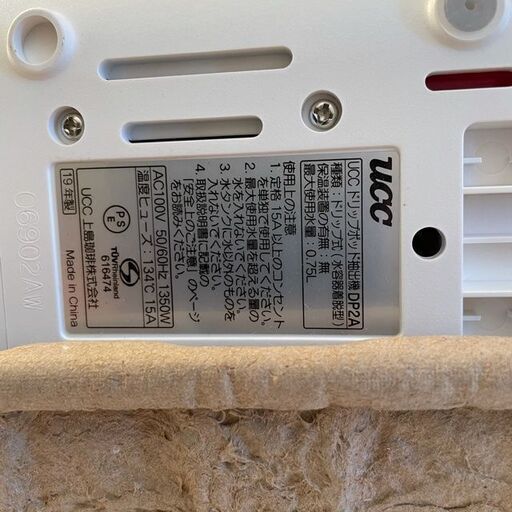 UCC
UCC ドリップポッド抽出機 DP2A
種類：ドリップ式(水容器着脱型)
保温装置の有無：無
最大使用水量：0.75L
使用上の注意
1. 定格 15A以上のコンセント
を単独で使用してください。
2. 最大使用水量を超える量の
水を入れないでください。
3. 水タンクに水以外のものを
入れないでください。
4. 取扱説明書に記載の
「安全上のご注意」のページ
をお読みください。
AC100V 50/60Hz 1350W
温度ヒューズ：134℃ 15A
PS
E
TÜVRheinland
616474
S
UCC上島珈琲株式会社
19年製
Made in China
06902AW